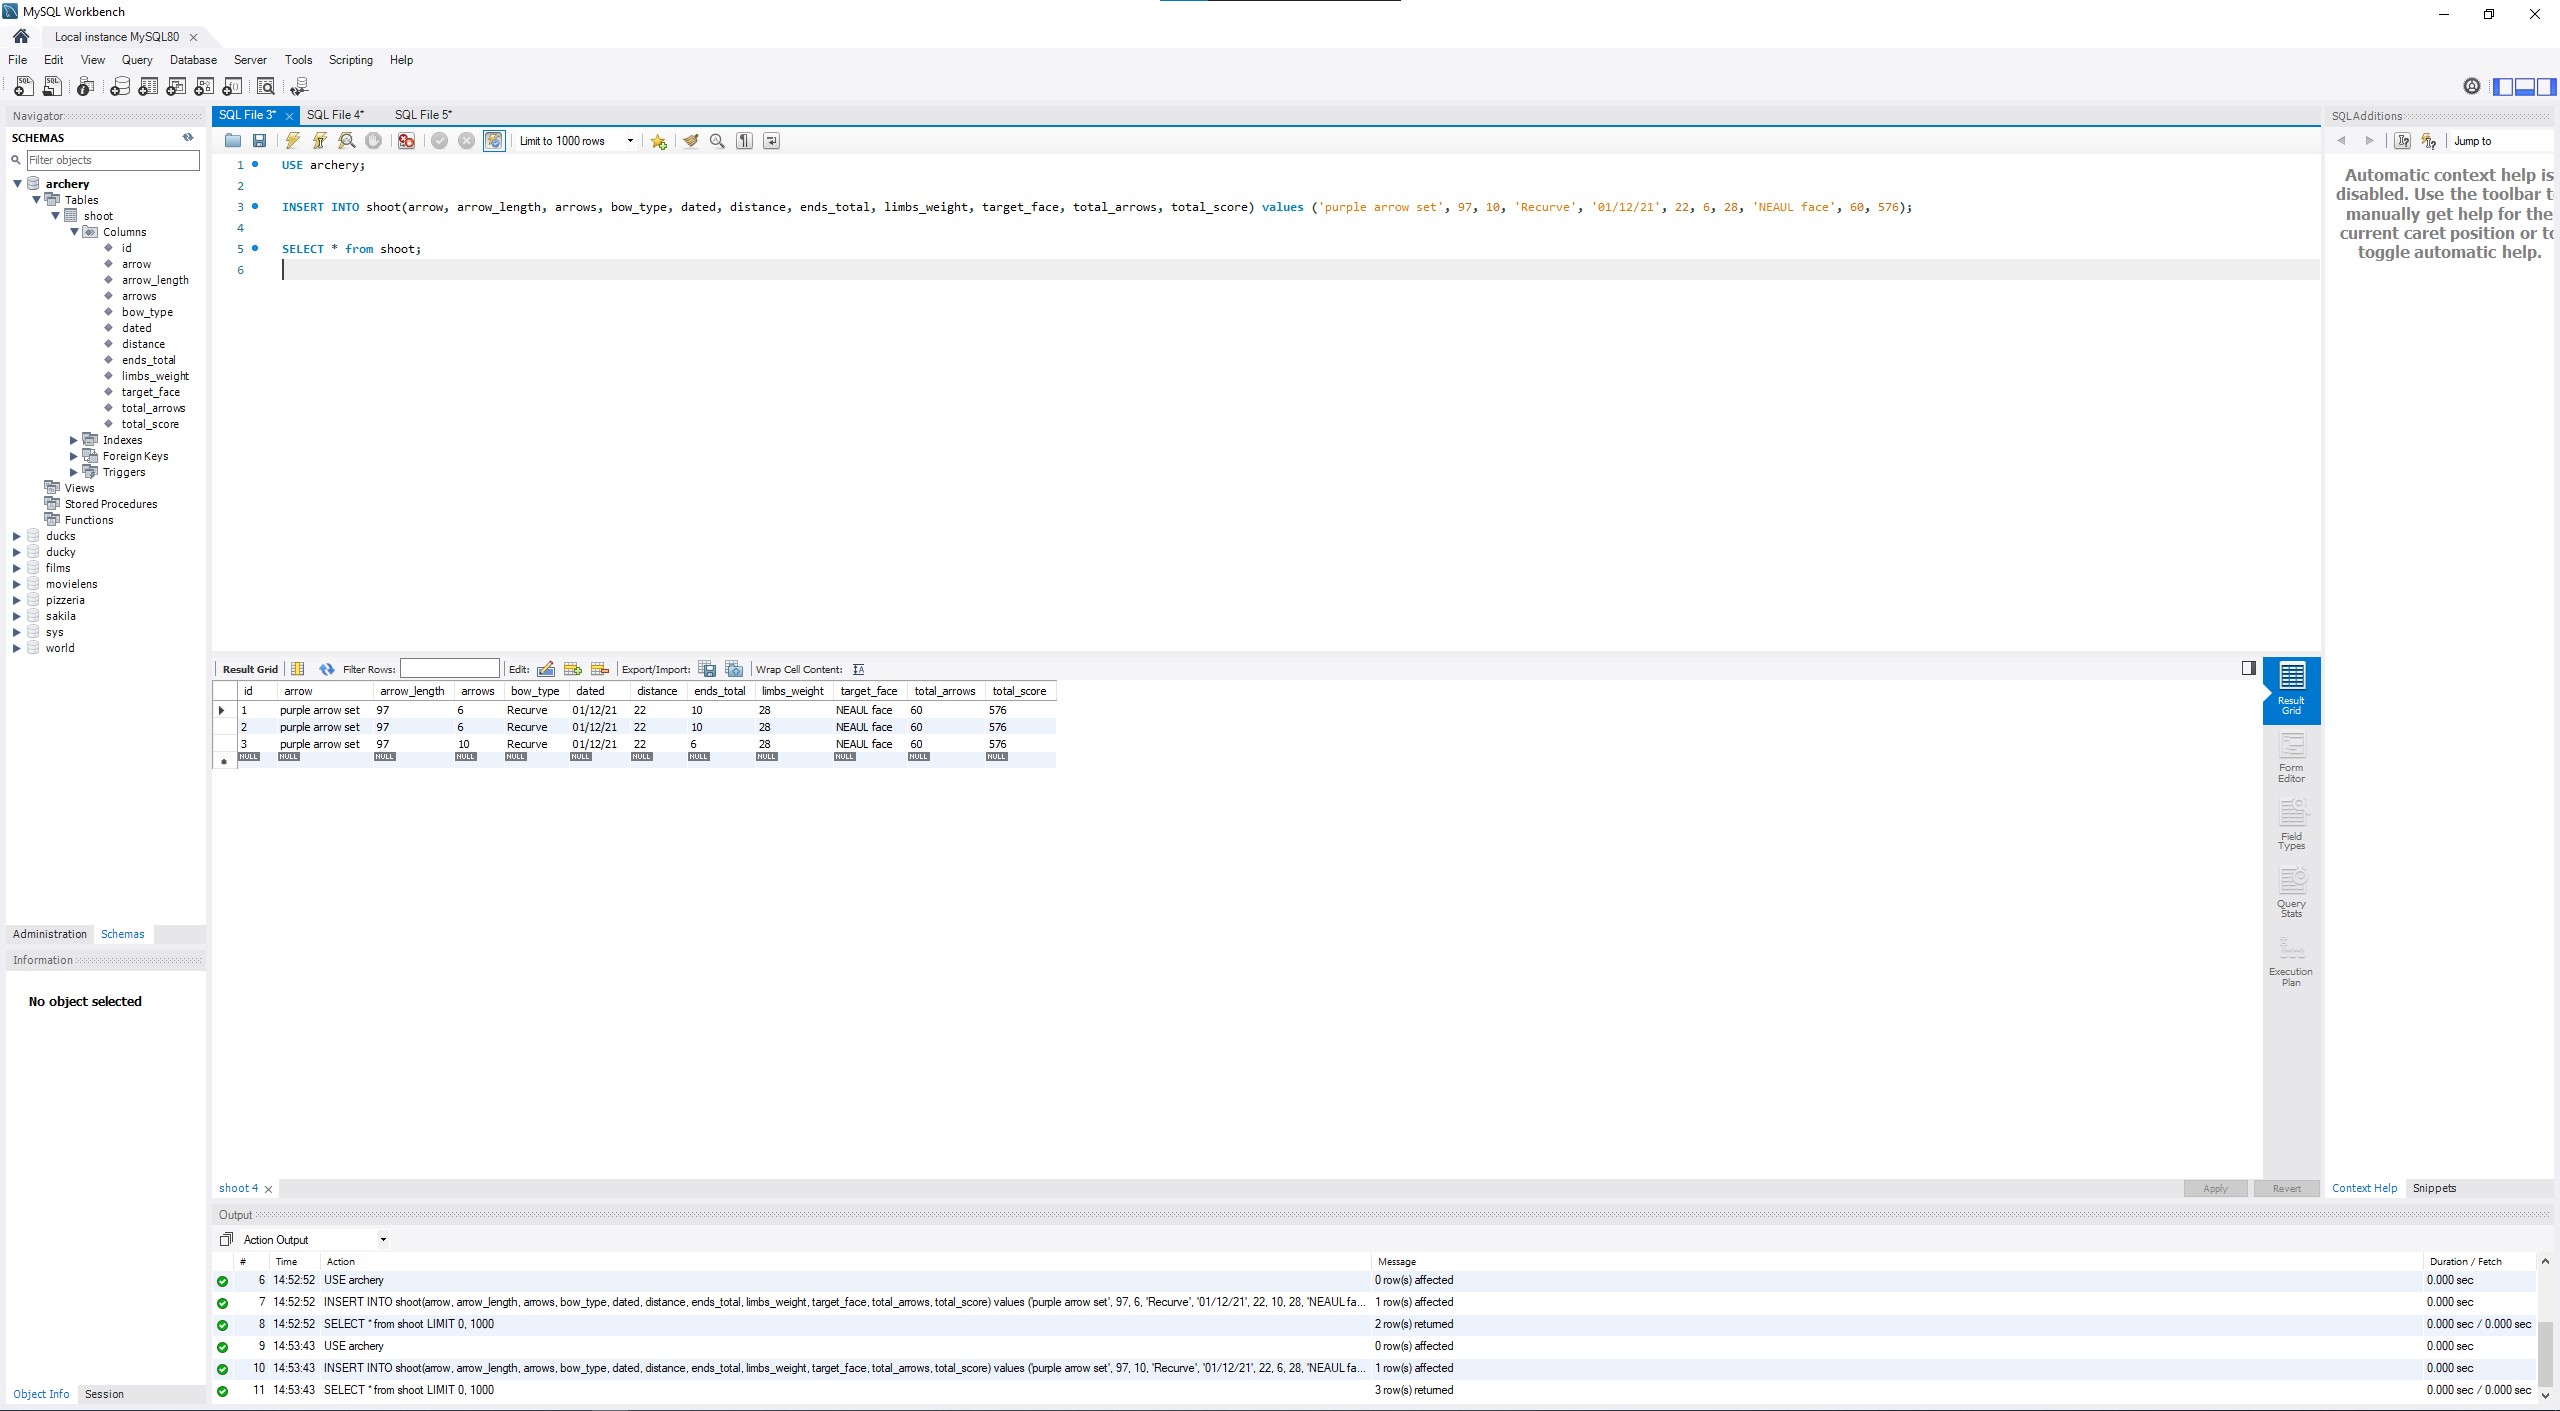 MySQL Workbench
Local instance MySQL80
File Edit View Query Database Server Tools Scripting Help
Navigator
SCHEMAS
Filter objects
archery
Tables
shoot
Columns
id
arrow
arrow_length
arrows
bow_type
dated
distance
ends_total
limbs_weight
target_face
total_arrows
total_score
Indexes
Foreign Keys
Triggers
Views
Stored Procedures
Functions
ducks
ducky
films
movielens
pizzeria
sakila
sys
world
Administration Schemas
Information
No object selected
Object Info Session
SQL File 3* SQL File 4* SQL File 5*
Limit to 1000 rows
1 USE archery;
2
3 INSERT INTO shoot(arrow, arrow_length, arrows, bow_type, dated, distance, ends_total, limbs_weight, target_face, total_arrows, total_score) values ('purple arrow set', 97, 10, 'Recurve', '01/12/21', 22, 6, 28, 'NEAUL face', 60, 576);
4
5 SELECT * from shoot;
6
Result Grid Filter Rows: Edit: Export/Import: Wrap Cell Content: IA
id arrow arrow_length arrows bow_type dated distance ends_total limbs_weight target_face total_arrows total_score
1 purple arrow set 97 6 Recurve 01/12/21 22 10 28 NEAUL face 60 576
2 purple arrow set 97 6 Recurve 01/12/21 22 10 28 NEAUL face 60 576
3 purple arrow set 97 10 Recurve 01/12/21 22 6 28 NEAUL face 60 576
NULL NULL NULL NULL NULL NULL NULL NULL NULL NULL NULL NULL
Result
Grid
Form
Editor
Field
Types
Query
Stats
Execution
Plan
shoot 4 Apply Revert
SQLAdditions
Jump to
Automatic context help is
disabled. Use the toolbar t
manually get help for the
current caret position or to
toggle automatic help.
Context Help Snippets
Output
Action Output
# Time Action Message Duration / Fetch
6 14:52:52 USE archery 0 row(s) affected 0.000 sec
7 14:52:52 INSERT INTO shoot(arrow, arrow_length, arrows, bow_type, dated, distance, ends_total, limbs_weight, target_face, total_arrows, total_score) values ('purple arrow set', 97, 6, 'Recurve', '01/12/21', 22, 10, 28, 'NEAUL fa... 1 row(s) affected 0.000 sec
8 14:52:52 SELECT * from shoot LIMIT 0, 1000 2 row(s) returned 0.000 sec / 0.000 sec
9 14:53:43 USE archery 0 row(s) affected 0.000 sec
10 14:53:43 INSERT INTO shoot(arrow, arrow_length, arrows, bow_type, dated, distance, ends_total, limbs_weight, target_face, total_arrows, total_score) values ('purple arrow set', 97, 10, 'Recurve', '01/12/21', 22, 6, 28, 'NEAUL fa... 1 row(s) affected 0.000 sec
11 14:53:43 SELECT * from shoot LIMIT 0, 1000 3 row(s) returned 0.000 sec / 0.000 sec